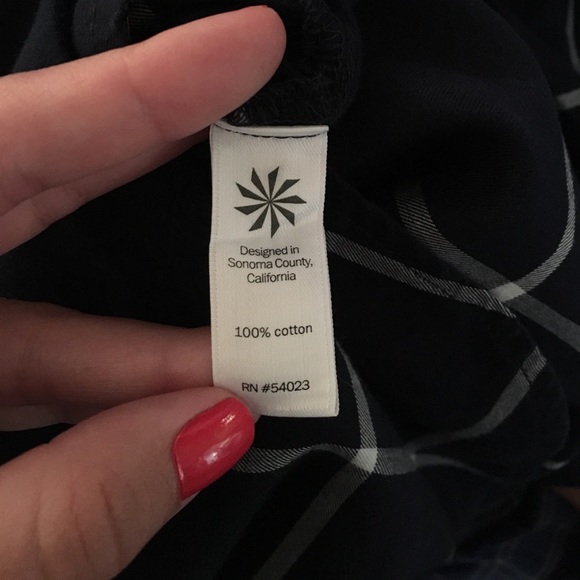 Designed in
Sonoma County,
California
100% cotton
RN #54023